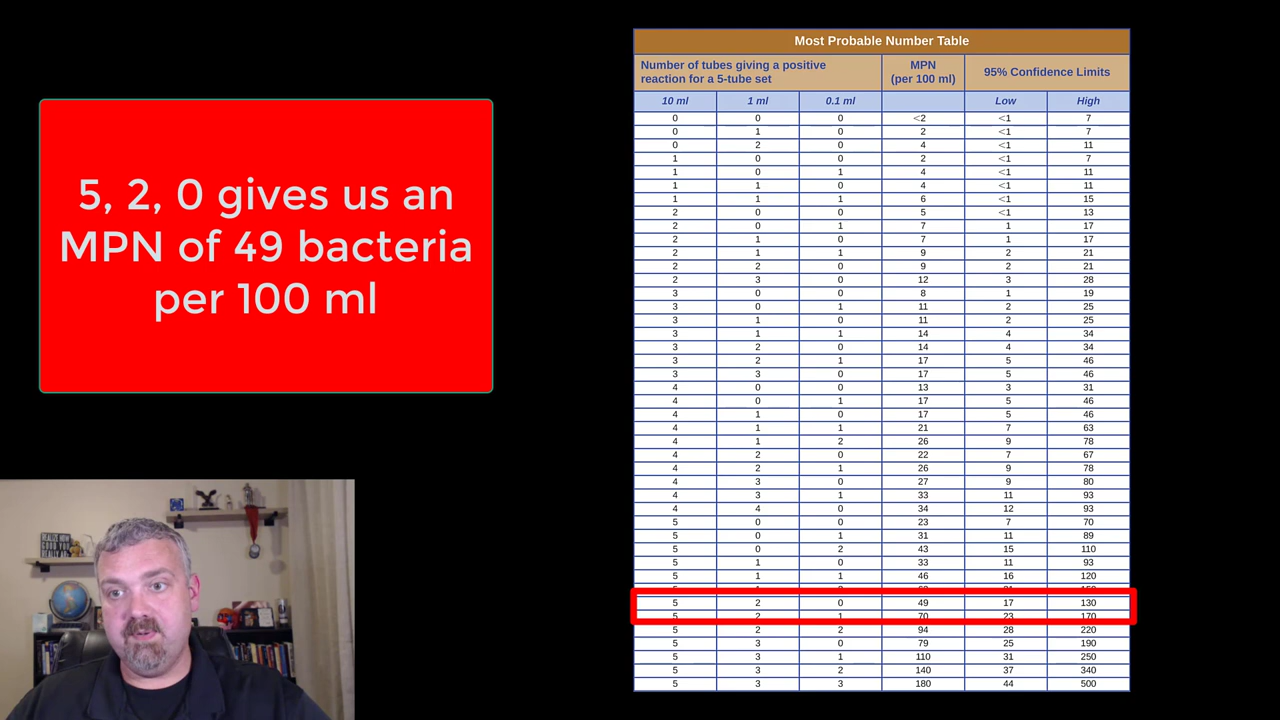 5, 2, 0 gives us an
MPN of 49 bacteria
per 100 ml
Most Probable Number Table
Number of tubes giving a positive reaction for a 5-tube set MPN (per 100 ml) 95% Confidence Limits
10 ml 1 ml 0.1 ml Low High
0 0 0 <2 <1 7
0 1 0 2 <1 7
0 2 0 4 <1 11
1 0 0 2 <1 7
1 0 1 4 <1 11
1 1 0 4 <1 11
1 1 1 6 <1 15
2 0 0 5 <1 13
2 0 1 7 1 17
2 1 0 7 1 17
2 1 1 9 2 21
2 2 0 9 2 21
2 3 0 12 3 28
3 0 0 8 1 19
3 0 1 11 2 25
3 1 0 11 2 25
3 1 1 14 4 34
3 2 0 14 4 34
3 2 1 17 5 46
3 3 0 17 5 46
4 0 0 13 3 31
4 0 1 17 5 46
4 1 0 17 5 46
4 1 1 21 7 63
4 1 2 26 9 78
4 2 0 22 7 67
4 2 1 26 9 78
4 3 0 27 9 80
4 3 1 33 11 93
4 4 0 34 12 93
5 0 0 23 7 70
5 0 1 31 11 89
5 0 2 43 15 110
5 1 0 33 11 93
5 1 1 46 16 120
5 2 0 49 17 130
5 2 1 70 23 170
5 2 2 94 28 220
5 3 0 79 25 190
5 3 1 110 31 250
5 3 2 140 37 340
5 3 3 180 44 500